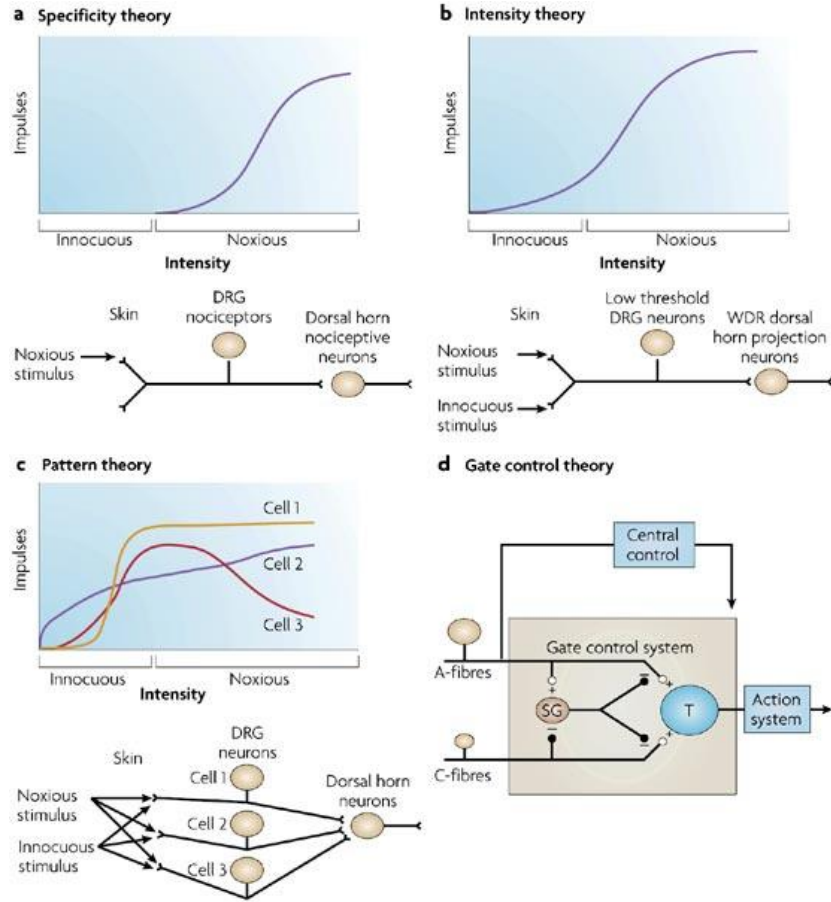 a Specificity theory
Impulses
Innocuous
Noxious
Intensity
Skin
DRG
nociceptors
Dorsal horn
nociceptive
neurons
Noxious
stimulus
b Intensity theory
Impulses
Innocuous
Noxious
Intensity
Skin
Low threshold
DRG neurons
WDR dorsal
horn projection
neurons
Noxious
stimulus
Innocuous
stimulus
c Pattern theory
Impulses
Cell 1
Cell 2
Cell 3
Innocuous
Noxious
Intensity
Skin
DRG
neurons
Cell 1
Cell 2
Cell 3
Dorsal horn
neurons
Noxious
stimulus
Innocuous
stimulus
d Gate control theory
Central
control
Gate control system
A-fibres
+
–
+
SG
T
Action
system
–
–
+
C-fibres